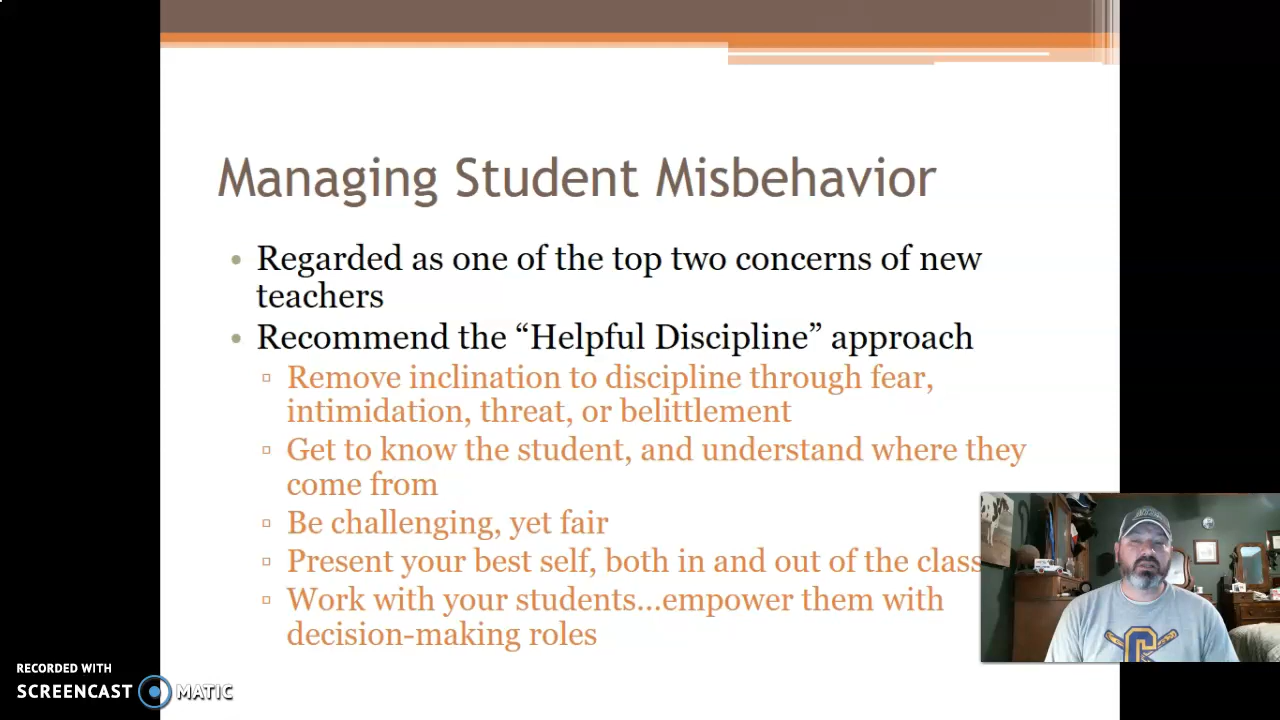 Managing Student Misbehavior
• Regarded as one of the top two concerns of new
teachers
• Recommend the “Helpful Discipline” approach
▫ Remove inclination to discipline through fear,
intimidation, threat, or belittlement
▫ Get to know the student, and understand where they
come from
▫ Be challenging, yet fair
▫ Present your best self, both in and out of the class
▫ Work with your students...empower them with
decision-making roles
RECORDED WITH
SCREENCAST MATIC
C